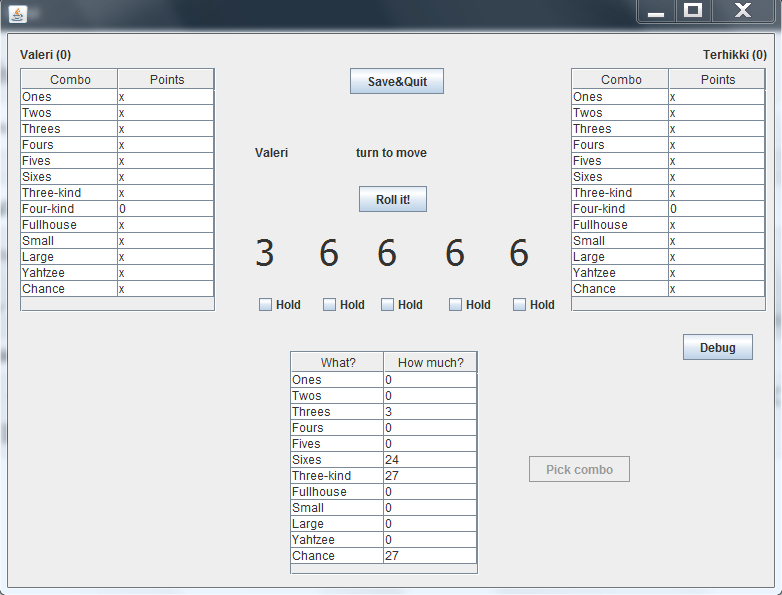 Valeri (0)
Terhikki (0)
Combo Points
Ones x
Twos x
Threes x
Fours x
Fives x
Sixes x
Three-kind x
Four-kind 0
Fullhouse x
Small x
Large x
Yahtzee x
Chance x
Save&Quit
Valeri turn to move
Roll it!
3 6 6 6 6
Hold Hold Hold Hold Hold
Combo Points
Ones x
Twos x
Threes x
Fours x
Fives x
Sixes x
Three-kind x
Four-kind 0
Fullhouse x
Small x
Large x
Yahtzee x
Chance x
Debug
What? How much?
Ones 0
Twos 0
Threes 3
Fours 0
Fives 0
Sixes 24
Three-kind 27
Fullhouse 0
Small 0
Large 0
Yahtzee 0
Chance 27
Pick combo